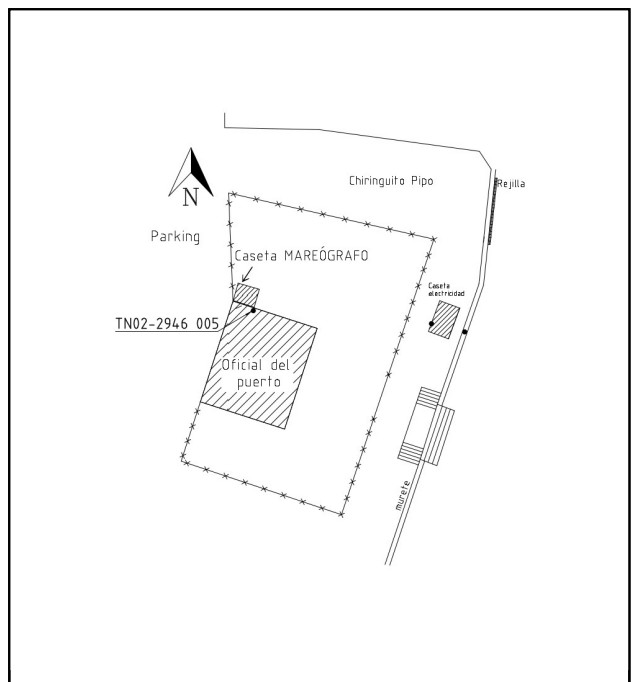 Chiringuito Pipo
Rejilla
N
Parking
Caseta MAREÓGRAFO
Caseta
electricidad
TN02-2946 005
Oficial del
puerto
murete